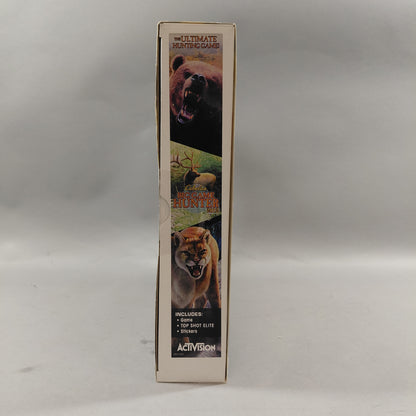 THE ULTIMATE
HUNTING GAME!
HUNTER
INCLUDES:
• Game
• TOP SHOT ELITE
• Stickers
ACTIVISION